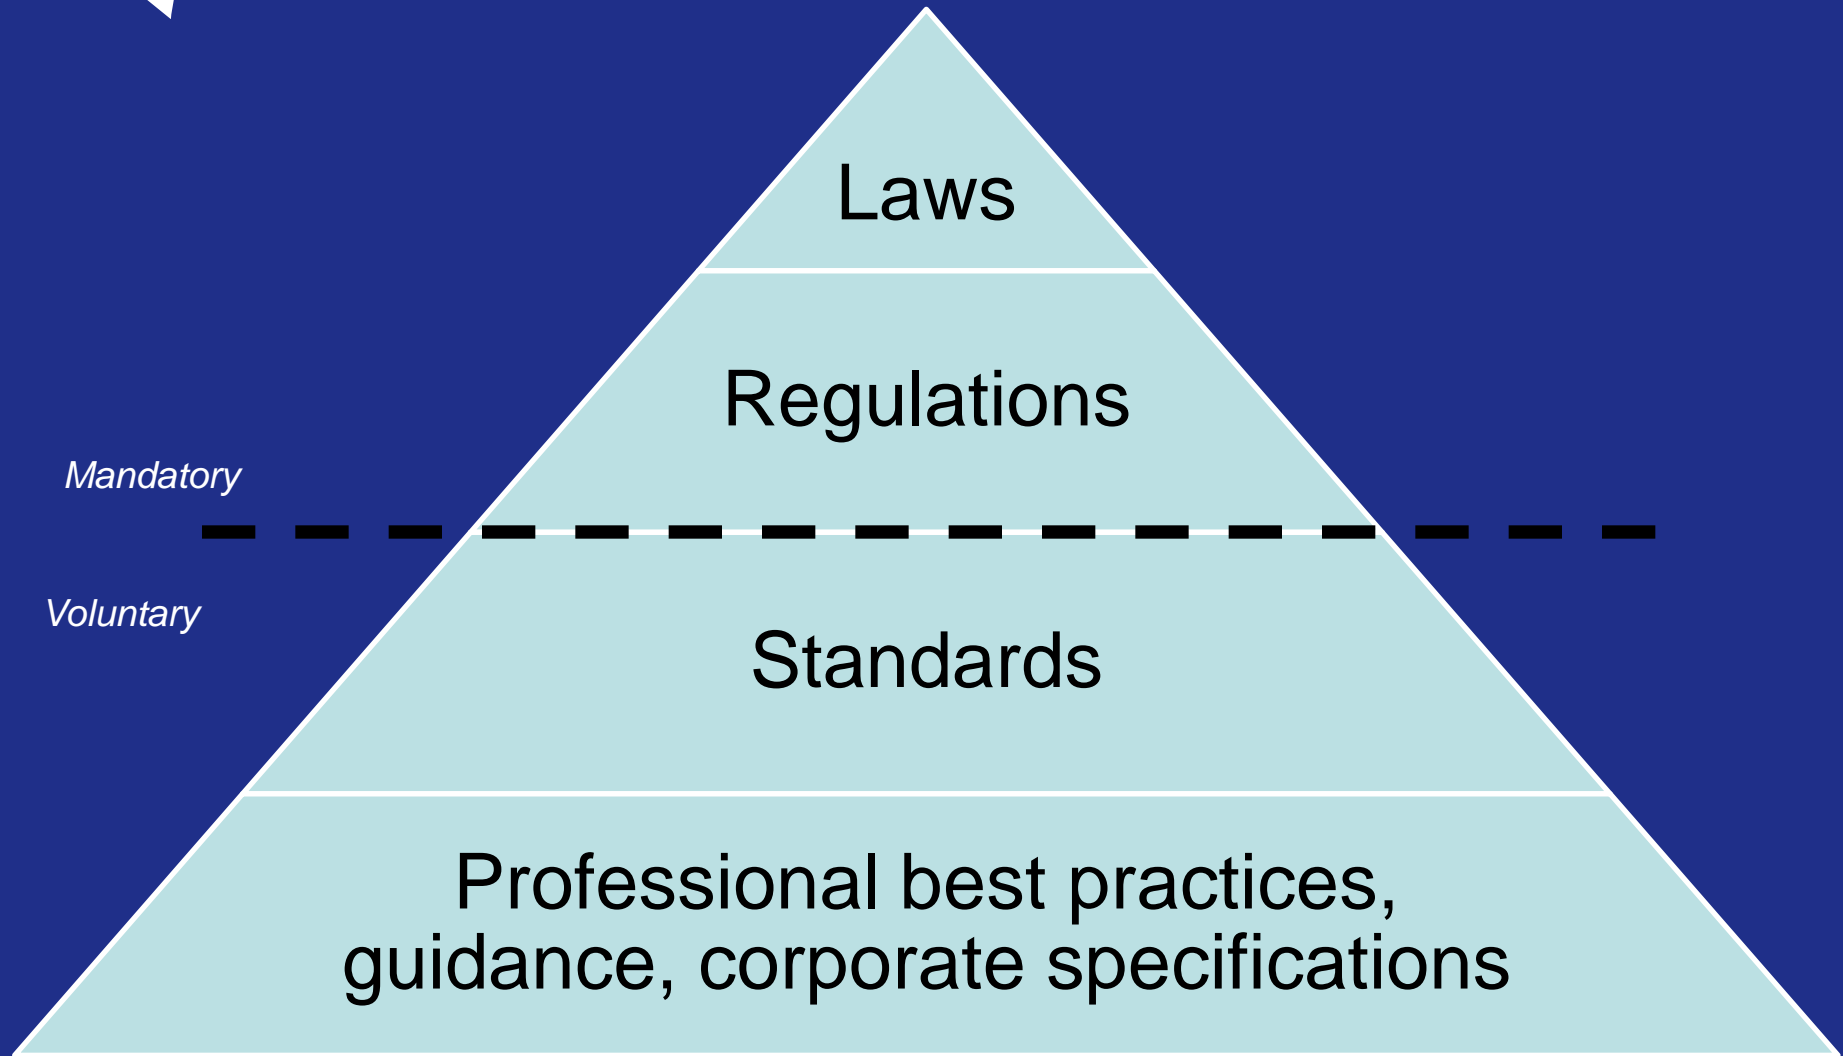 Laws
Regulations
Mandatory
Voluntary
Standards
Professional best practices,
guidance, corporate specifications